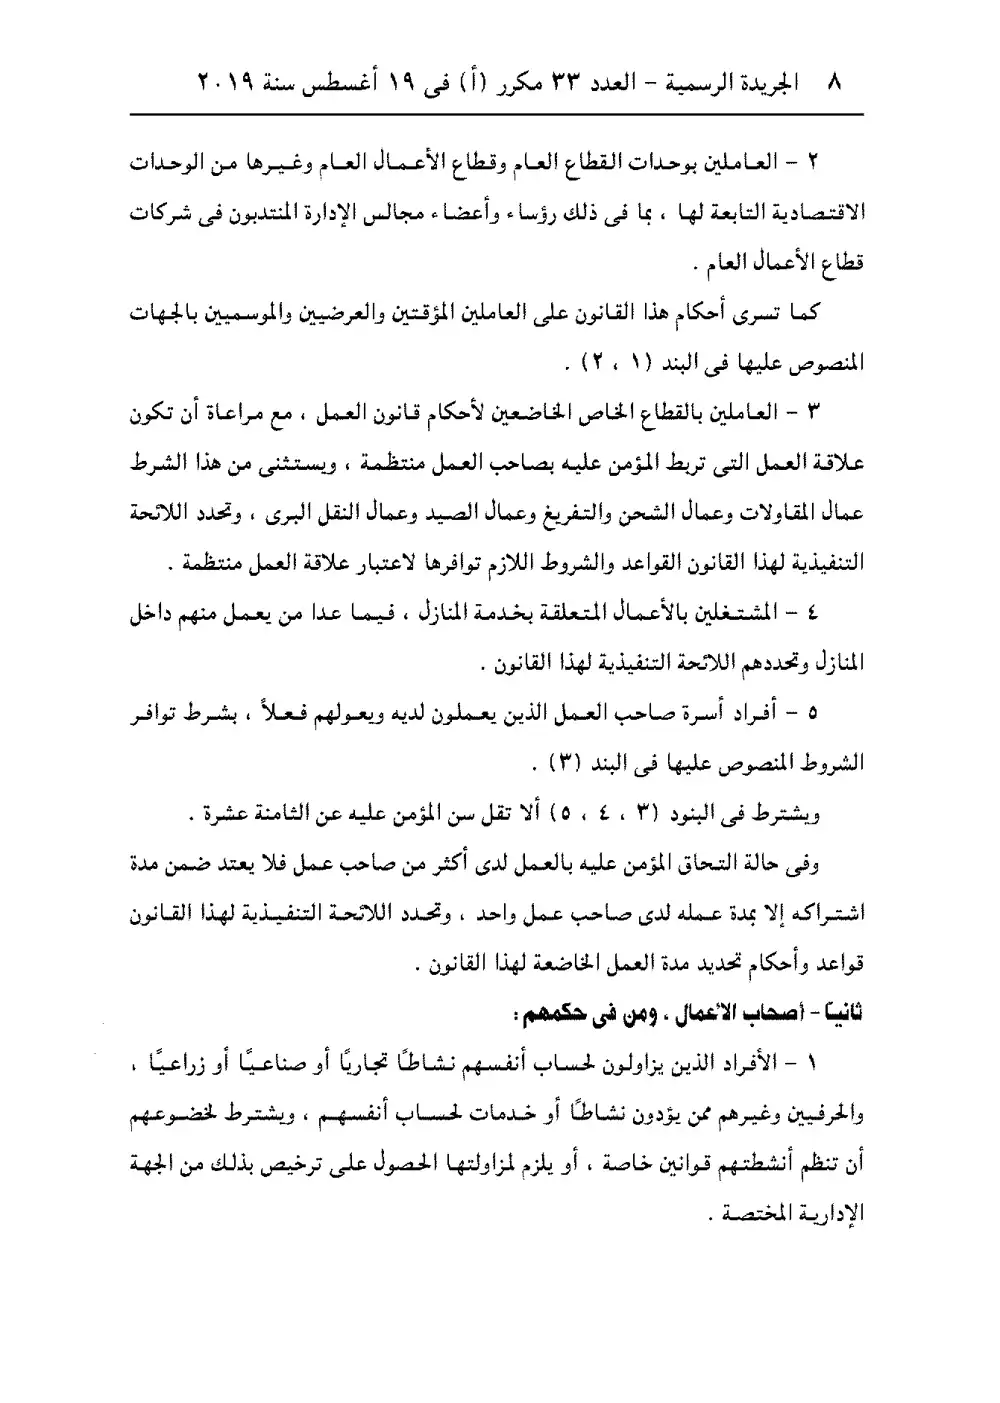 ٨ الجريدة الرسمية - العدد ٣٣ مكرر (أ) فى ١٩ أغسطس سنة ٢٠١٩
٢ - العاملين بوحدات القطاع العام وقطاع الأعمال العام وغيرها من الوحدات
الاقتصادية التابعة لها ، بما فى ذلك رؤساء وأعضاء مجالس الإدارة المنتدبون فى شركات
قطاع الأعمال العام .
كما تسرى أحكام هذا القانون على العاملين المؤقتين والعرضيين والموسميين بالجهات
المنصوص عليها فى البند (١ ، ٢) .
٣ - العاملين بالقطاع الخاص الخاضعين لأحكام قانون العمل ، مع مراعاة أن تكون
علاقة العمل التى تربط المؤمن عليه بصاحب العمل منتظمة ، ويستثنى من هذا الشرط
عمال المقاولات وعمال الشحن والتفريغ وعمال الصيد وعمال النقل البرى ، وتحدد اللائحة
التنفيذية لهذا القانون القواعد والشروط اللازم توافرها لاعتبار علاقة العمل منتظمة .
٤ - المشتغلين بالأعمال المتعلقة بخدمة المنازل ، فيما عدا من يعمل منهم داخل
المنازل وتحددهم اللائحة التنفيذية لهذا القانون .
٥ - أفراد أسرة صاحب العمل الذين يعملون لديه ويعولهم فعلاً ، بشرط توافر
الشروط المنصوص عليها فى البند (٣) .
ويشترط فى البنود (٣ ، ٤ ، ٥) ألا تقل سن المؤمن عليه عن الثامنة عشرة .
وفى حالة التحاق المؤمن عليه بالعمل لدى أكثر من صاحب عمل فلا يعتد ضمن مدة
اشتراكه إلا بمدة عمله لدى صاحب عمل واحد ، وتحدد اللائحة التنفيذية لهذا القانون
قواعد وأحكام تحديد مدة العمل الخاضعة لهذا القانون .
ثانيًا - أصحاب الأعمال ، ومن فى حكمهم :
١ - الأفراد الذين يزاولون لحساب أنفسهم نشاطًا تجاريًا أو صناعيًا أو زراعيًا ،
والحرفيين وغيرهم ممن يؤدون نشاطًا أو خدمات لحساب أنفسهم ، ويشترط لخضوعهم
أن تنظم أنشطتهم قوانين خاصة ، أو يلزم لمزاولتها الحصول على ترخيص بذلك من الجهة
الإدارية المختصة .